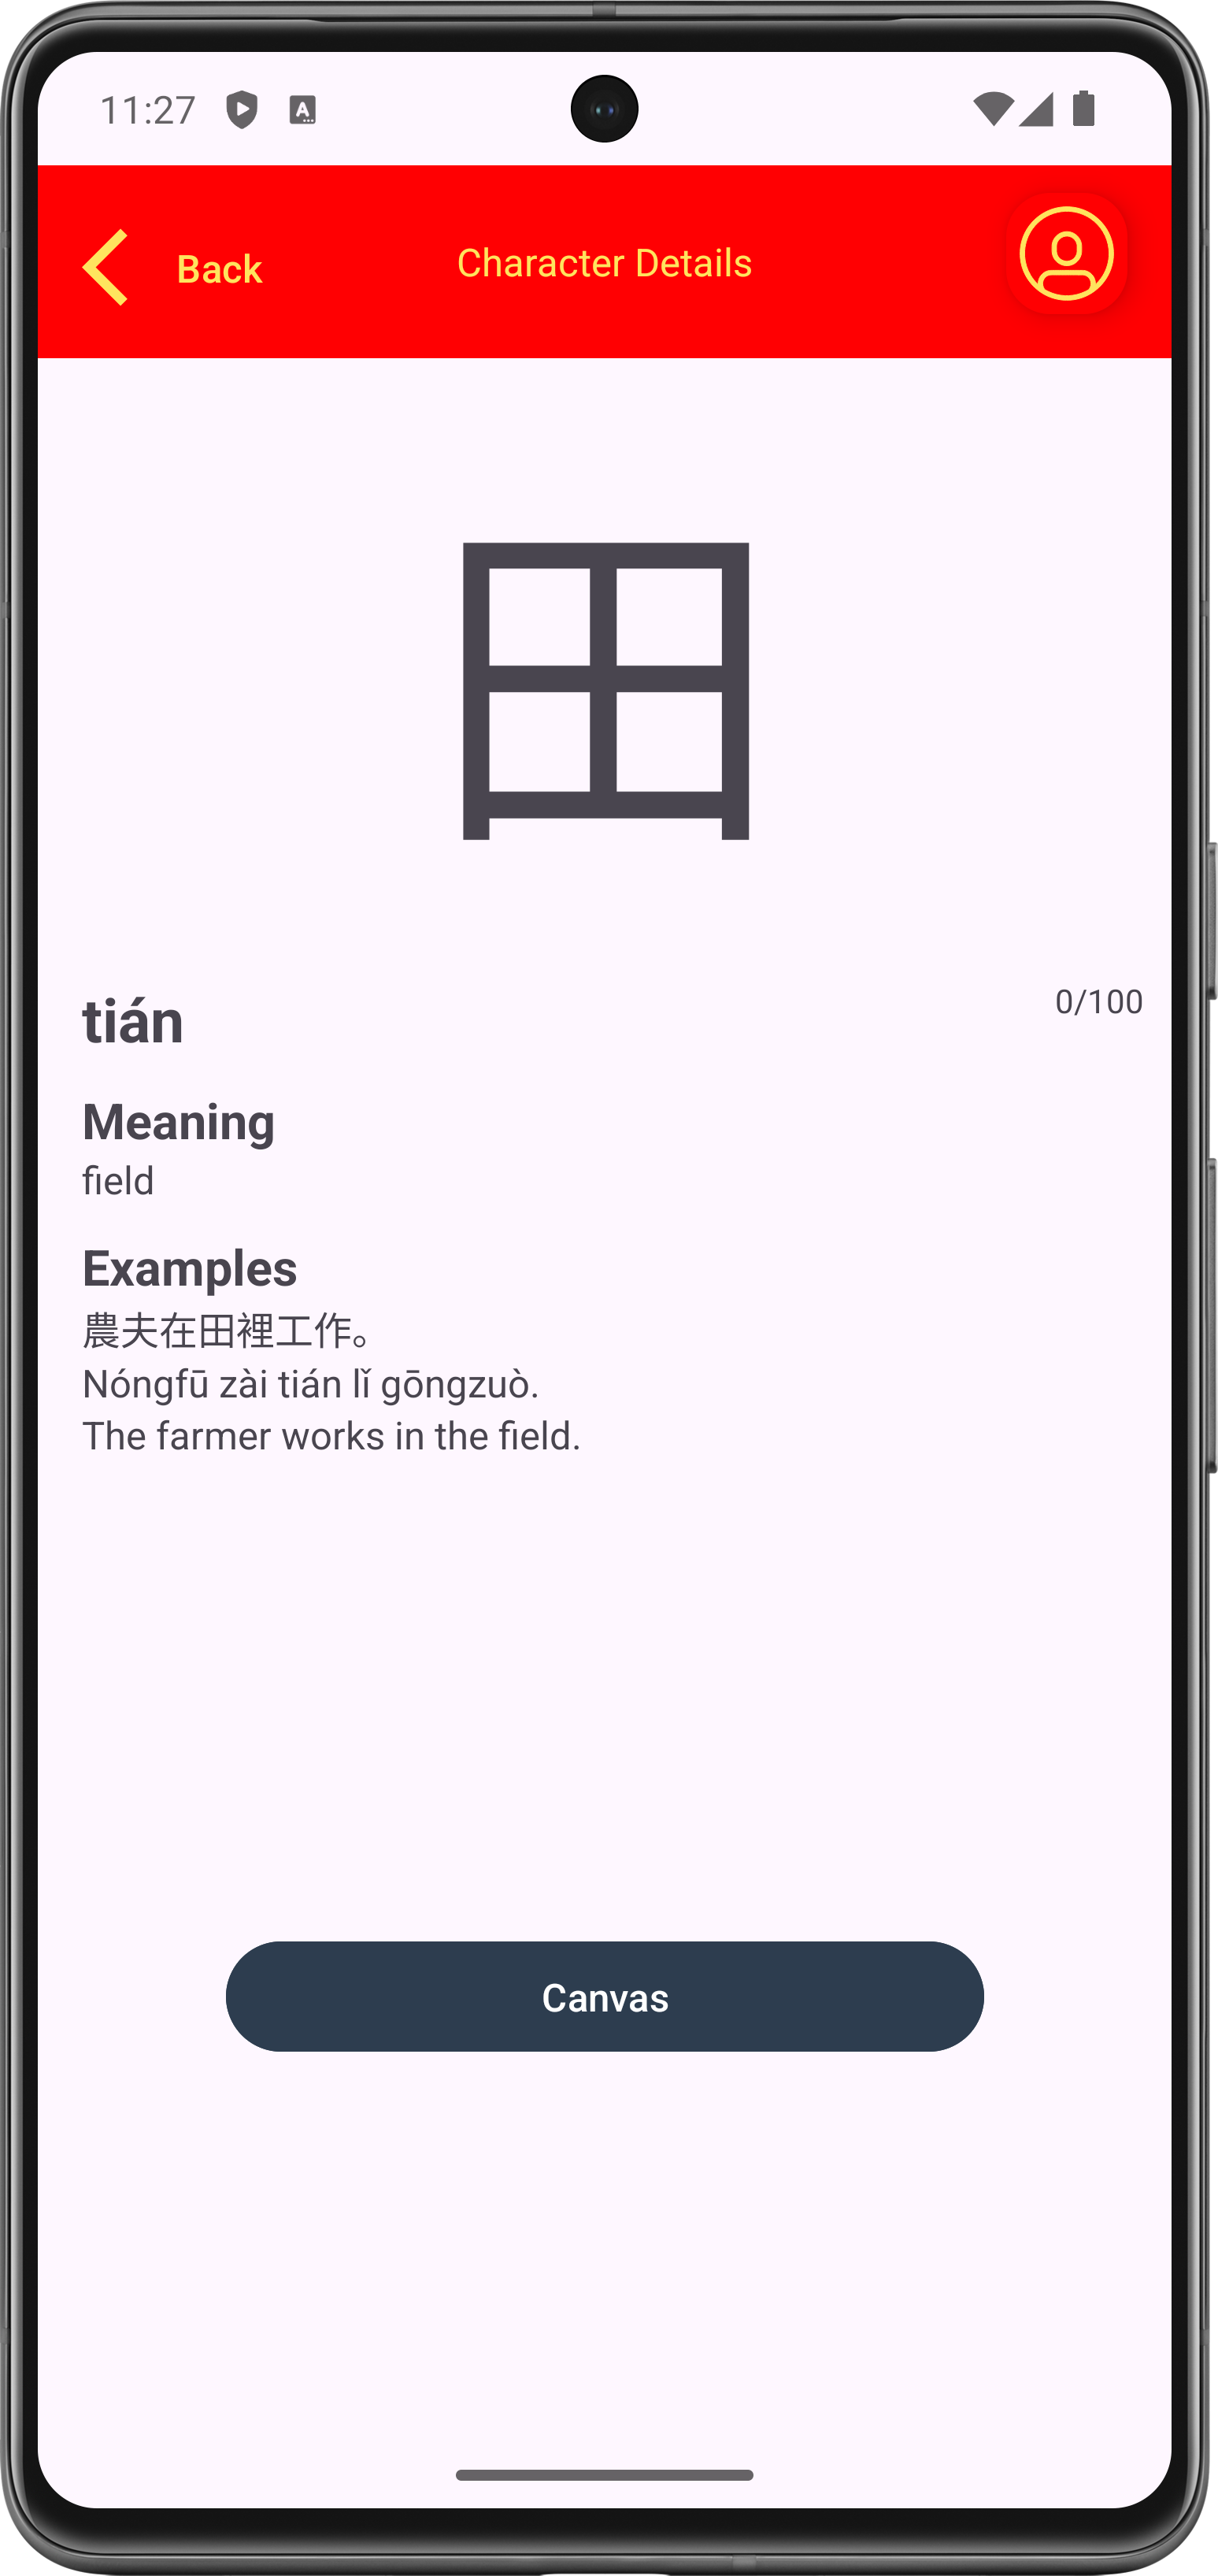 11:27
Back
Character Details
田
tián
0/100
Meaning
field
Examples
農夫在田裡工作。
Nóngfū zài tián lǐ gōngzuò.
The farmer works in the field.
Canvas